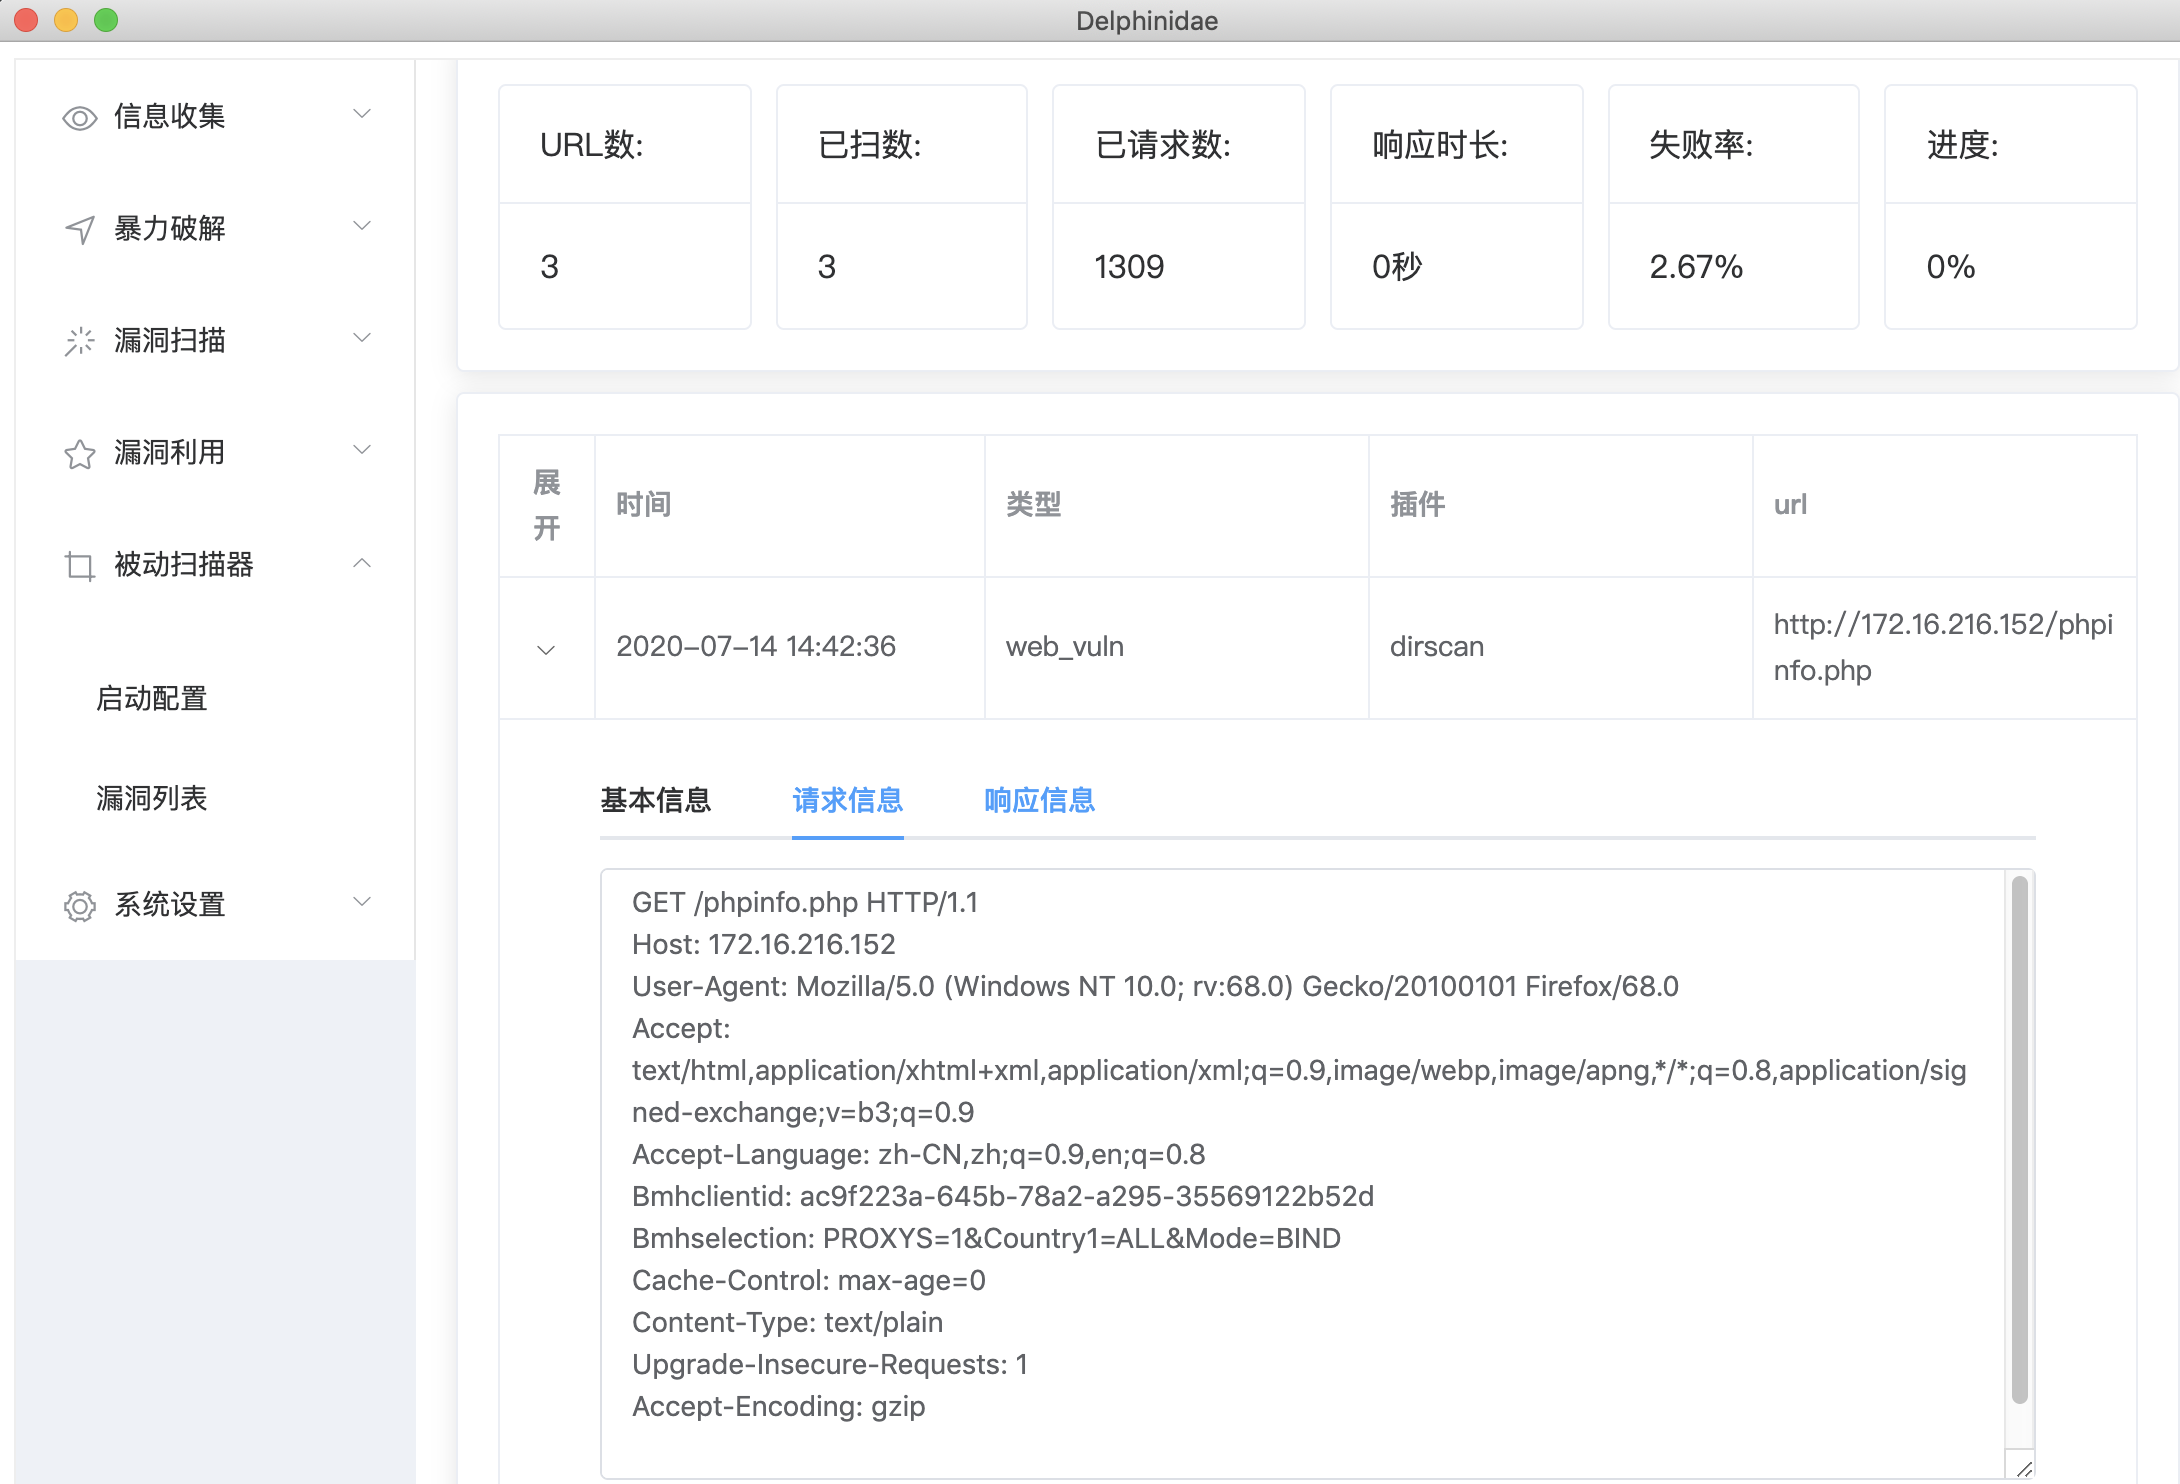 Delphinidae
信息收集
暴力破解
漏洞扫描
漏洞利用
被动扫描器
启动配置
漏洞列表
系统设置
URL数:
3
已扫数:
3
已请求数:
1309
响应时长:
0秒
失败率:
2.67%
进度:
0%
展
开
时间
类型
插件
url
2020-07-14 14:42:36
web_vuln
dirscan
http://172.16.216.152/phpi
nfo.php
基本信息
请求信息
响应信息
GET /phpinfo.php HTTP/1.1
Host: 172.16.216.152
User-Agent: Mozilla/5.0 (Windows NT 10.0; rv:68.0) Gecko/20100101 Firefox/68.0
Accept:
text/html,application/xhtml+xml,application/xml;q=0.9,image/webp,image/apng,*/*;q=0.8,application/sig
ned-exchange;v=b3;q=0.9
Accept-Language: zh-CN,zh;q=0.9,en;q=0.8
Bmhclientid: ac9f223a-645b-78a2-a295-35569122b52d
Bmhselection: PROXYS=1&Country1=ALL&Mode=BIND
Cache-Control: max-age=0
Content-Type: text/plain
Upgrade-Insecure-Requests: 1
Accept-Encoding: gzip